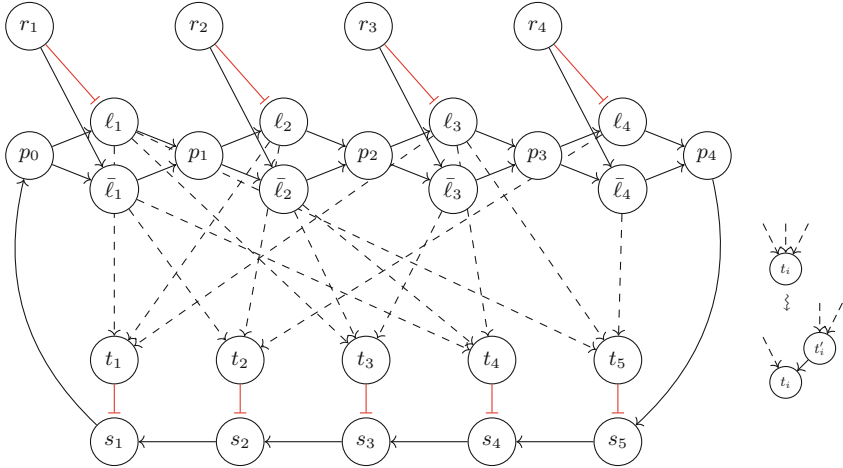 r₁ r₂ r₃ r₄
ℓ₁ ℓ₂ ℓ₃ ℓ₄
p₀ p₁ p₂ p₃ p₄
ℓ̄₁ ℓ̄₂ ℓ̄₃ ℓ̄₄
tᵢ
t₁ t₂ t₃ t₄ t₅
t′ᵢ
tᵢ
s₁ s₂ s₃ s₄ s₅